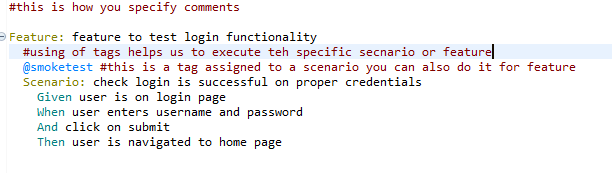 #this is how you specify comments
Feature: feature to test login functionality
#using of tags helps us to execute teh specific secnario or feature
@smoketest #this is a tag assigned to a scenario you can also do it for feature
Scenario: check login is successful on proper credentials
Given user is on login page
When user enters username and password
And click on submit
Then user is navigated to home page